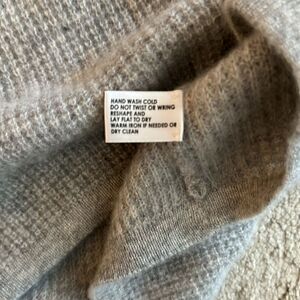 HAND WASH COLD
DO NOT TWIST OR WRING
RESHAPE AND
LAY FLAT TO DRY
WARM IRON IF NEEDED OR
DRY CLEAN